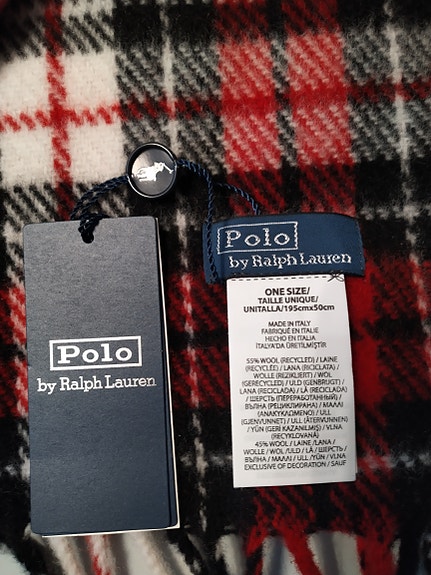 Polo
by Ralph Lauren
Polo
by Ralph Lauren
ONE SIZE/
TAILLE UNIQUE/
UNITALLA/195cmx50cm
MADE IN ITALY
FABRIQUÉ EN ITALIE
HECHO EN ITALIA
İTALYA'DA ÜRETİLMİŞTİR
55% WOOL (RECYCLED) / LAINE
(RECYCLÉE) / LANA (RICICLATA) /
WOLLE (REZIKLIERT) / WOL
(GERECYCLED) / ULD (GENBRUGT) /
LANA (RECICLADA) / LÃ (RECICLADA)
/ ШЕРСТЬ (ПЕРЕРАБОТАННЫЙ) /
ВЪЛНА (РЕЦИКЛИРАНА) / ΜΑΛΛΙ
(ΑΝΑΚΥΚΛΩΜΕΝΟ) / ULL
(GJENVUNNET) / ULL (ÅTERVUNNEN)
/ YÜN (GERİ KAZANILMIŞ) / VLNA
(RECYKLOVANÁ)
45% WOOL / LAINE / LANA /
WOLLE / WOL / ULD / LÃ / ШЕРСТЬ /
ВЪЛНА / ΜΑΛΛΙ / ULL / YÜN / VLNA
EXCLUSIVE OF DECORATION / SAUF